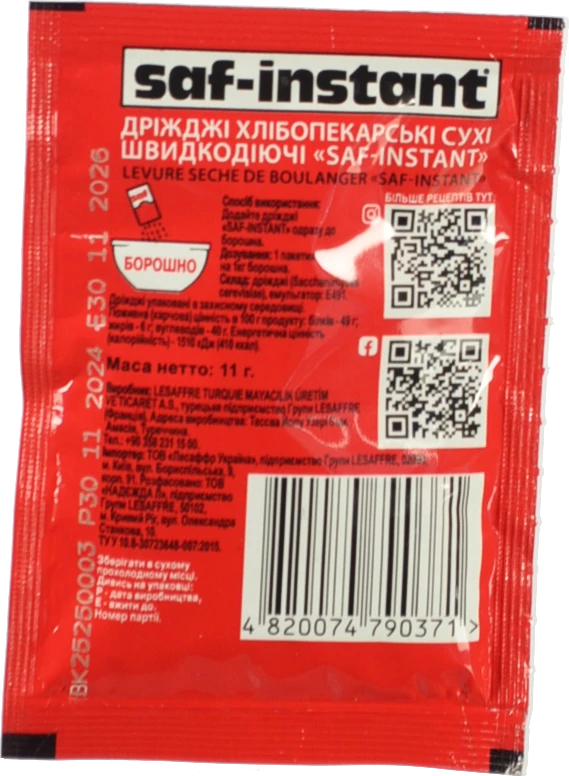 saf-instant
ДРІЖДЖІ ХЛІБОПЕКАРСЬКІ СУХІ
ШВИДКОДІЮЧІ «SAF-INSTANT»
LEVURE SECHE DE BOULANGER «SAF-INSTANT»
БІЛЬШЕ РЕЦЕПТІВ ТУТ:
БОРОШНО
Спосіб використання:
Додайте дріжджі
«SAF-INSTANT» одразу до
борошна.
Дозування: 1 пакетик
на 1кг борошна.
Склад: дріжджі (Saccharomyces
cerevisiae), емульгатор: E491.
Дріжджі упаковані в захисному середовищі.
Поживна (харчова) цінність в 100 г продукту: білків - 49 г;
жирів - 6 г; вуглеводів - 40 г. Енергетична цінність
(калорійність) - 1510 кДж (410 ккал).
Маса нетто: 11 г.
Виробник: LESAFFRE TURQUIE MAYACILIK ÜRETIM
VE TICARET A.S., турецьке підприємство Групи LESAFFRE
(Франція). Адреса виробництва:
Амасія, Туреччина.
Тел.: +90 358 231 15 00.
Імпортер: ТОВ «Лесаффр Україна», підприємство Групи LESAFFRE,
м. Київ, вул. Бориспільська, 9,
корп. 91. Розфасовано: ТОВ
«НАДЕЖДА Л», підприємство
Групи LESAFFRE, 50102,
м. Кривий Ріг, вул. Олександра
Станкова, 10.
ТУ У 10.8-30723648-007:2015.
Зберігати в сухому
прохолодному місці.
Дивись на упаковці:
P - дата виробництва,
E - вжити до.
Номер партії.
BK25250003 P30 11 2024 E30 11 2026
4 820074 790371 >